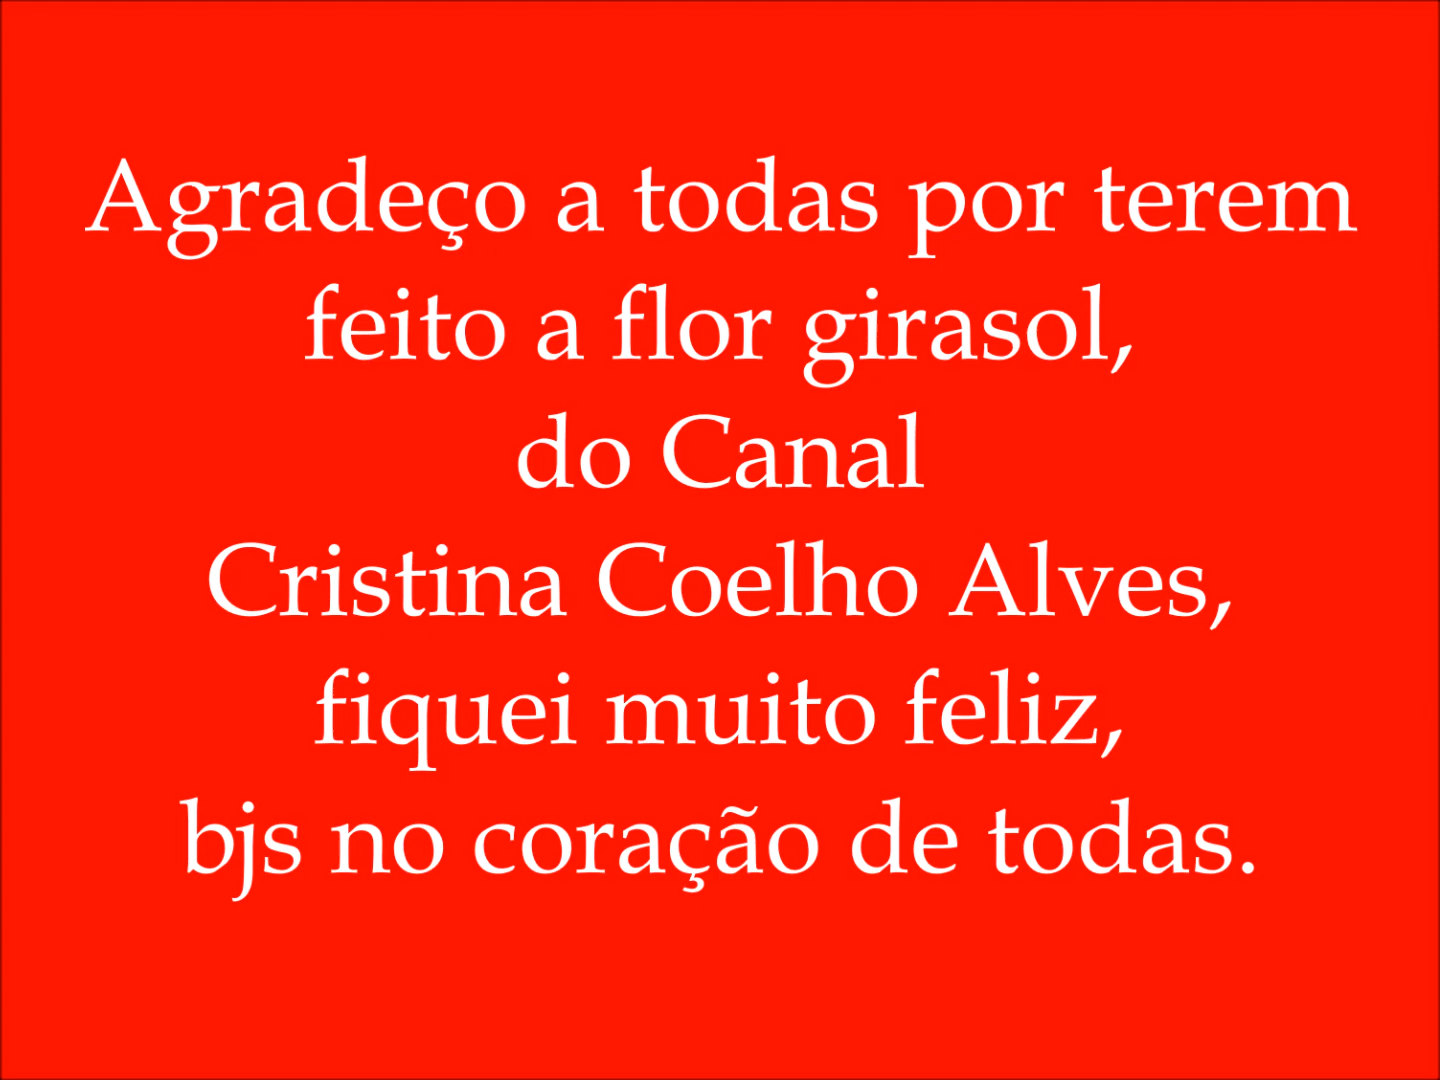 Agradeço a todas por terem
feito a flor girasol,
do Canal
Cristina Coelho Alves,
fiquei muito feliz,
bjs no coração de todas.